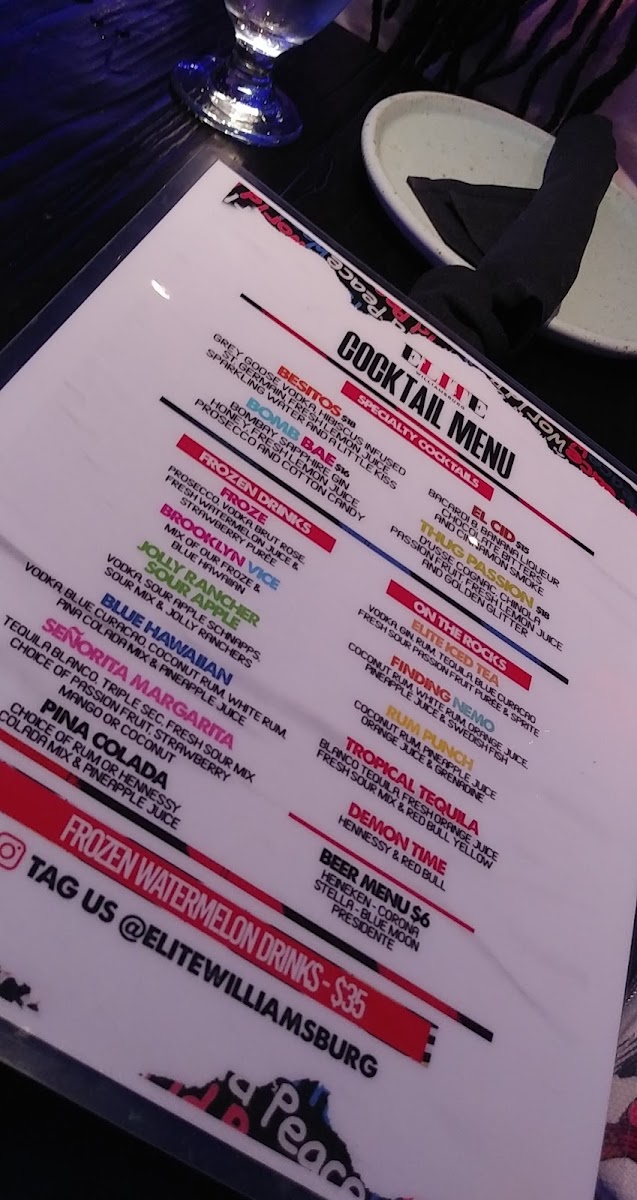 ELITE
COCKTAIL MENU
SPECIALTY COCKTAILS
BESITOS $18
GREY GOOSE VODKA, HIBISCUS INFUSED
ST. GERMAIN, FRESH LEMON JUICE
SPARKLING WATER AND A LITTLE KISS
BOMB BAE $16
BOMBAY SAPPHIRE GIN
HONEY, FRESH LEMON JUICE
PROSECCO AND COTTON CANDY
EL CID $15
BACARDI 8, BANANA LIQUEUR
CHOCOLATE BITTERS
AND CINNAMON SMOKE
THUG PASSION $18
D'USSE COGNAC, CHINOLA
PASSION FRUIT, FRESH LEMON JUICE
AND GOLDEN GLITTER
FROZEN DRINKS
FROZE
PROSECCO, VODKA, BRUT ROSE
FRESH WATERMELON JUICE &
STRAWBERRY PURÉE
BROOKLYN VICE
MIX OF OUR FROZE &
BLUE HAWAIIAN
JOLLY RANCHER
SOUR APPLE
VODKA, SOUR APPLE SCHNAPPS,
SOUR MIX & JOLLY RANCHERS
BLUE HAWAIIAN
VODKA, BLUE CURACAO, COCONUT RUM, WHITE RUM,
PINA COLADA MIX & PINEAPPLE JUICE
SEÑORITA MARGARITA
TEQUILA BLANCO, TRIPLE SEC, FRESH SOUR MIX
CHOICE OF PASSION FRUIT, STRAWBERRY
MANGO OR COCONUT
PINA COLADA
CHOICE OF RUM OR HENNESSY
COLADA MIX & PINEAPPLE JUICE
ON THE ROCKS
ELITE ICED TEA
VODKA, GIN, RUM, TEQUILA, BLUE CURACAO
FRESH SOUR PASSION FRUIT PURÉE & SPRITE
FINDING NEMO
COCONUT RUM, WHITE RUM, ORANGE JUICE,
PINEAPPLE JUICE & SWEDISH FISH
RUM PUNCH
COCONUT RUM, PINEAPPLE JUICE
ORANGE JUICE & GRENADINE
TROPICAL TEQUILA
BLANCO TEQUILA, FRESH ORANGE JUICE
FRESH SOUR MIX & RED BULL YELLOW
DEMON TIME
HENNESSY & RED BULL
BEER MENU $6
HEINEKEN - CORONA
STELLA - BLUE MOON
PRESIDENTE
FROZEN WATERMELON DRINKS - $35
TAG US @ELITEWILLIAMSBURG
Peace